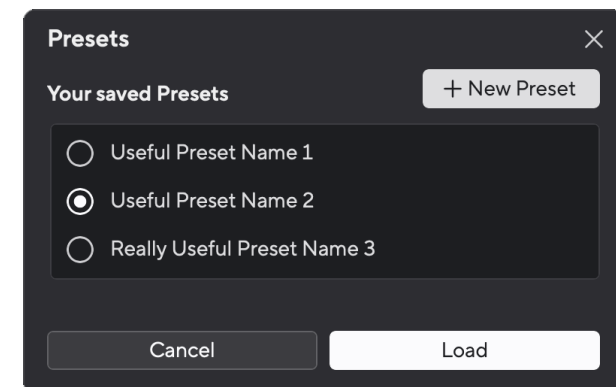 Presets
Your saved Presets
+ New Preset
Useful Preset Name 1
Useful Preset Name 2
Really Useful Preset Name 3
Cancel
Load